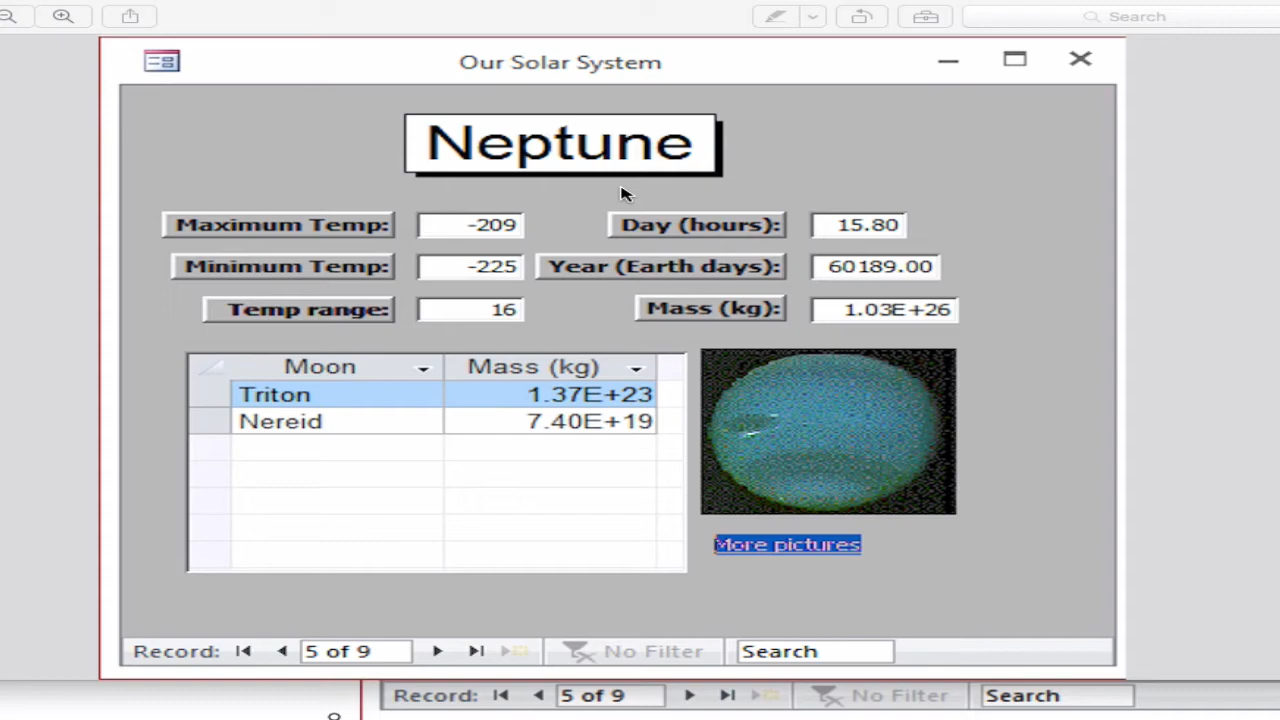 Search
Our Solar System
Neptune
Maximum Temp: -209 Day (hours): 15.80
Minimum Temp: -225 Year (Earth days): 60189.00
Temp range: 16 Mass (kg): 1.03E+26
Moon Mass (kg)
Triton 1.37E+23
Nereid 7.40E+19
More pictures
Record: 5 of 9 No Filter Search
Record: 5 of 9 No Filter Search